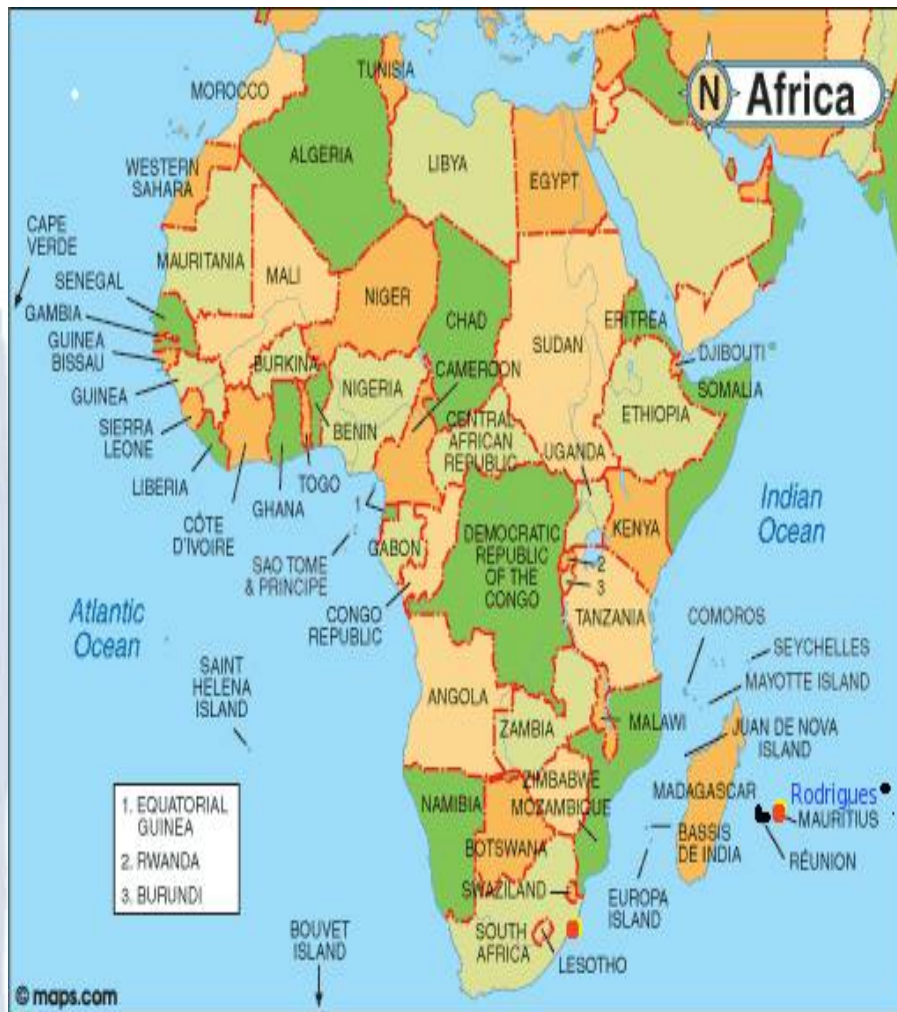 N Africa
TUNISIA
MOROCCO
ALGERIA
LIBYA
EGYPT
WESTERN
SAHARA
CAPE
VERDE
MAURITANIA
MALI
NIGER
CHAD
SUDAN
ERITREA
SENEGAL
GAMBIA
GUINEA
BISSAU
GUINEA
SIERRA
LEONE
LIBERIA
CÔTE
D'IVOIRE
GHANA
TOGO
BENIN
BURKINA
NIGERIA
CAMEROON
CENTRAL
AFRICAN
REPUBLIC
UGANDA
ETHIOPIA
DJIBOUTI
SOMALIA
KENYA
Indian
Ocean
1
SAO TOME
& PRINCIPE
GABON
CONGO
REPUBLIC
DEMOCRATIC
REPUBLIC
OF THE
CONGO
2
3
TANZANIA
Atlantic
Ocean
SAINT
HELENA
ISLAND
COMOROS
SEYCHELLES
MAYOTTE ISLAND
JUAN DE NOVA
ISLAND
ANGOLA
ZAMBIA
MALAWI
ZIMBABWE
MOZAMBIQUE
MADAGASCAR
Rodrigues
MAURITIUS
RÉUNION
BASSIS
DE INDIA
EUROPA
ISLAND
NAMIBIA
BOTSWANA
SWAZILAND
SOUTH
AFRICA
LESOTHO
BOUVET
ISLAND
1. EQUATORIAL
GUINEA
2. RWANDA
3. BURUNDI
© maps.com